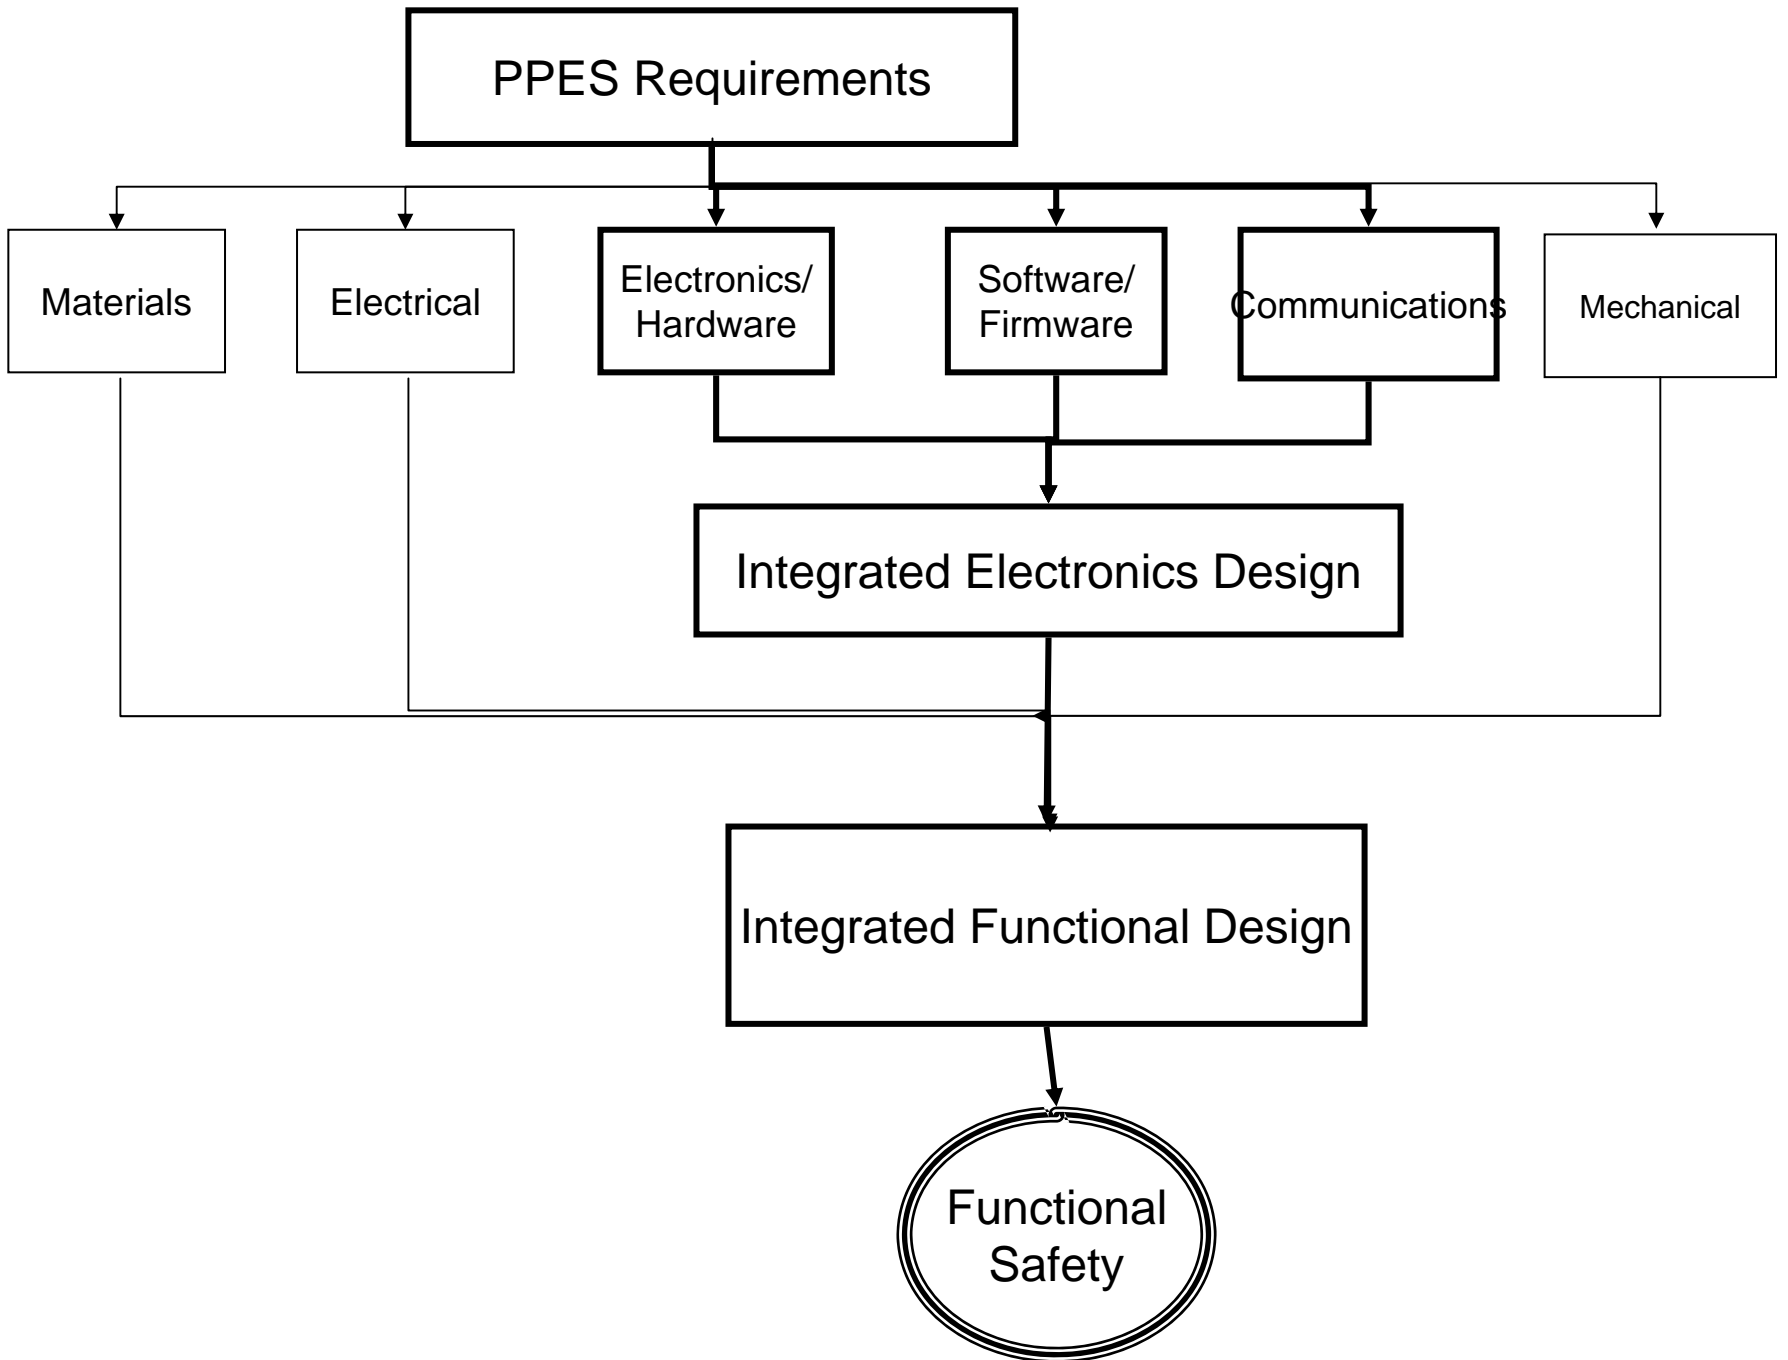 PPES Requirements
Materials
Electrical
Electronics/
Hardware
Software/
Firmware
Communications
Mechanical
Integrated Electronics Design
Integrated Functional Design
Functional
Safety